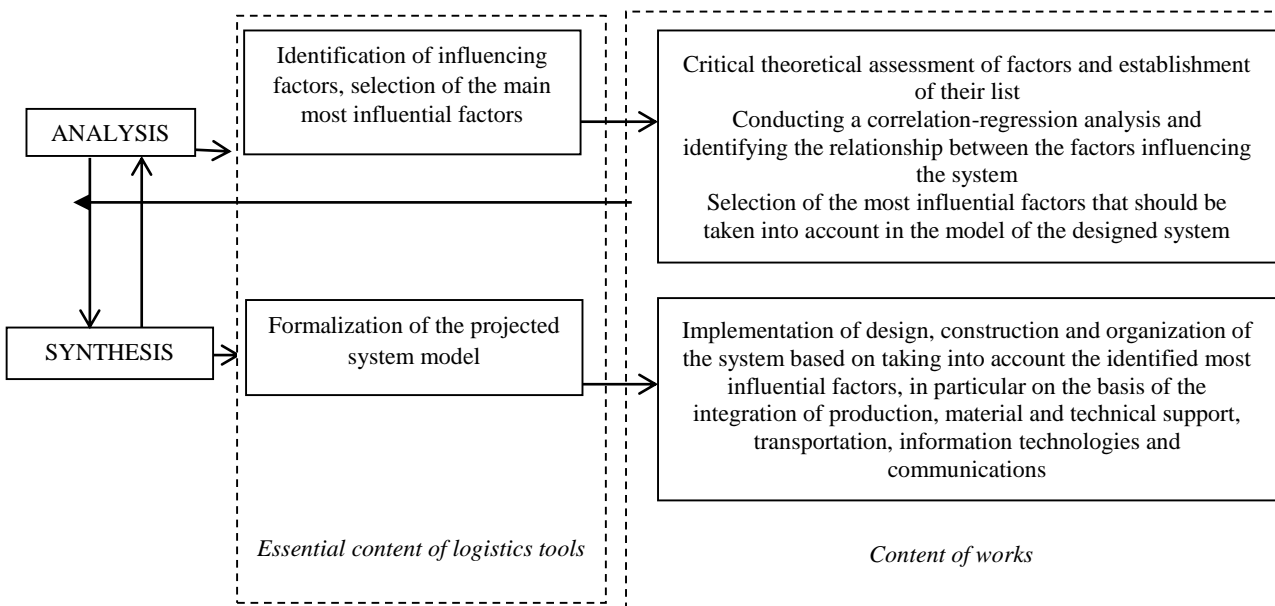 ANALYSIS
Identification of influencing
factors, selection of the main
most influential factors
Critical theoretical assessment of factors and establishment
of their list
Conducting a correlation-regression analysis and
identifying the relationship between the factors influencing
the system
Selection of the most influential factors that should be
taken into account in the model of the designed system
SYNTHESIS
Formalization of the projected
system model
Implementation of design, construction and organization of
the system based on taking into account the identified most
influential factors, in particular on the basis of the
integration of production, material and technical support,
transportation, information technologies and
communications
Essential content of logistics tools
Content of works